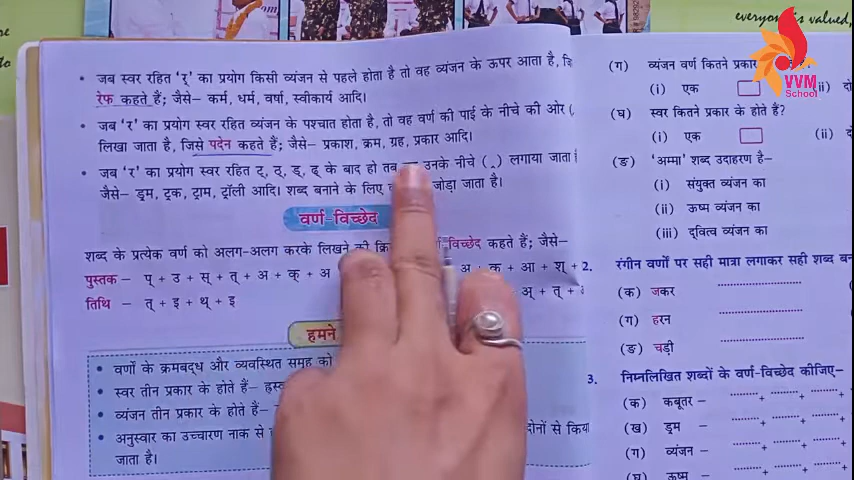 everyone is valued,
VVM
School
• जब स्वर रहित 'र्' का प्रयोग किसी व्यंजन से पहले होता है तो वह व्यंजन के ऊपर आता है,
रेफ कहते हैं; जैसे– कर्म, धर्म, वर्षा, स्वीकार्य आदि।
• जब 'र' का प्रयोग स्वर रहित व्यंजन के पश्चात होता है, तो वह वर्ण की पाई के नीचे की ओर (
लिखा जाता है, जिसे पदेन कहते हैं; जैसे– प्रकाश, क्रम, ग्रह, प्रकार आदि।
• जब 'र' का प्रयोग स्वर रहित ट्, ठ्, ड्, ढ् के बाद हो तब उनके नीचे (‸) लगाया जाता
जैसे– ड्रम, ट्रक, ट्राम, ट्रॉली आदि। शब्द बनाने के लिए जोड़ा जाता है।
वर्ण-विच्छेद
शब्द के प्रत्येक वर्ण को अलग-अलग करके लिखने की विच्छेद कहते हैं; जैसे–
पुस्तक – प् + उ + स् + त् + अ + क् + अ अ + क् + आ + श् +
तिथि – त् + इ + थ् + इ अ + त् +
हमने
• वर्णों के क्रमबद्ध और व्यवस्थित समूह को
• स्वर तीन प्रकार के होते हैं–
• व्यंजन तीन प्रकार के होते हैं–
• अनुस्वार का उच्चारण नाक से दोनों से किया
जाता है।
(ग) व्यंजन वर्ण कितने प्रकार
(i) एक (ii) दो
(घ) स्वर कितने प्रकार के होते हैं?
(i) एक (ii)
(ङ) 'अम्मा' शब्द उदाहरण है–
(i) संयुक्त व्यंजन का
(ii) ऊष्म व्यंजन का
(iii) द्वित्व व्यंजन का
2. रंगीन वर्णों पर सही मात्रा लगाकर सही शब्द
(क) जकर ..................
(ग) हरन ..................
(ङ) चड़ी ..................
3. निम्नलिखित शब्दों के वर्ण-विच्छेद कीजिए–
(क) कबूतर – ........+........+........
(ख) ड्रम – ........+........+........
(ग) व्यंजन – ........+........+........
(घ) ऊष्म – ........+........+........